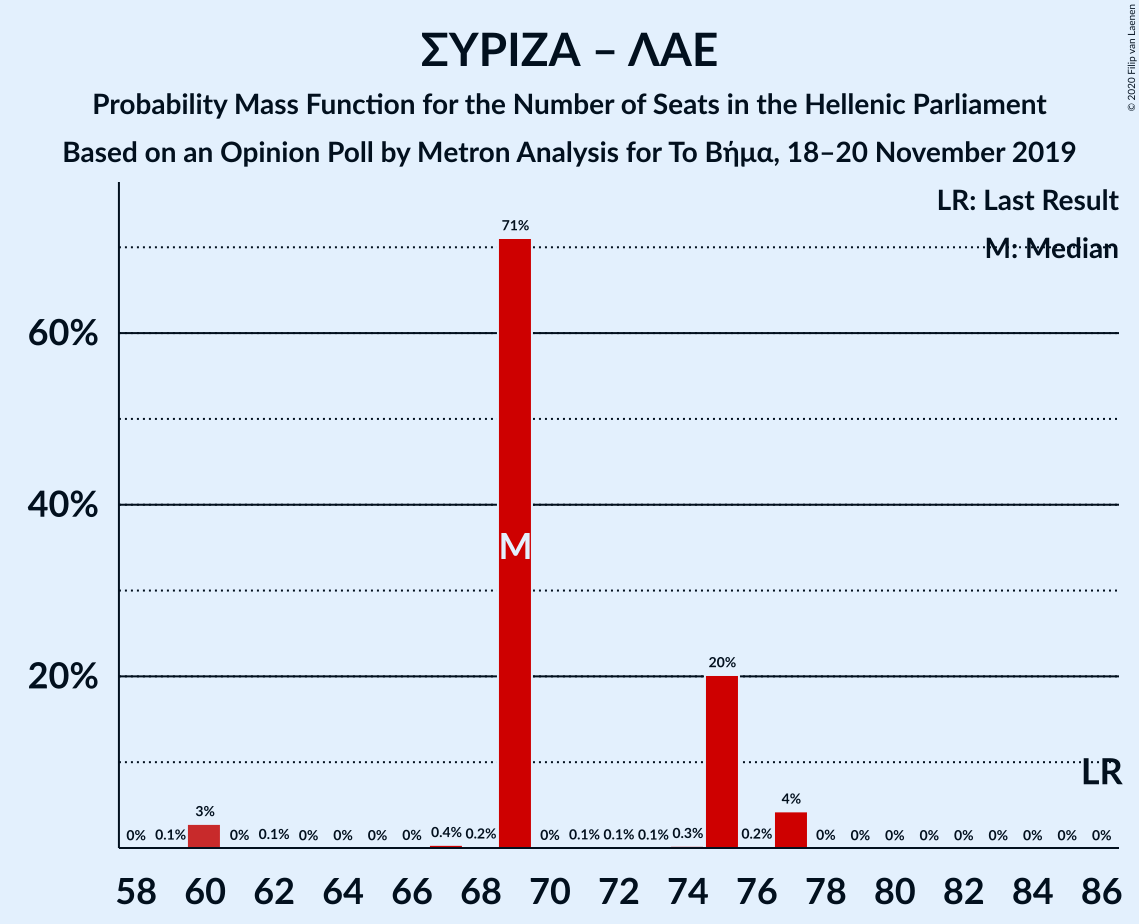 ΣΥΡΙΖΑ – ΛΑΕ
Probability Mass Function for the Number of Seats in the Hellenic Parliament
Based on an Opinion Poll by Metron Analysis for Το Βήμα, 18–20 November 2019
© 2020 Filip van Laenen
LR: Last Result
M: Median
71%
60%
40%
M
20%
20%
LR
4%
3%
0% 0.1% 0% 0.1% 0% 0% 0% 0% 0.4% 0.2% 0% 0.1% 0.1% 0.1% 0.3% 0.2% 0% 0% 0% 0% 0% 0% 0% 0% 0%
58 60 62 64 66 68 70 72 74 76 78 80 82 84 86